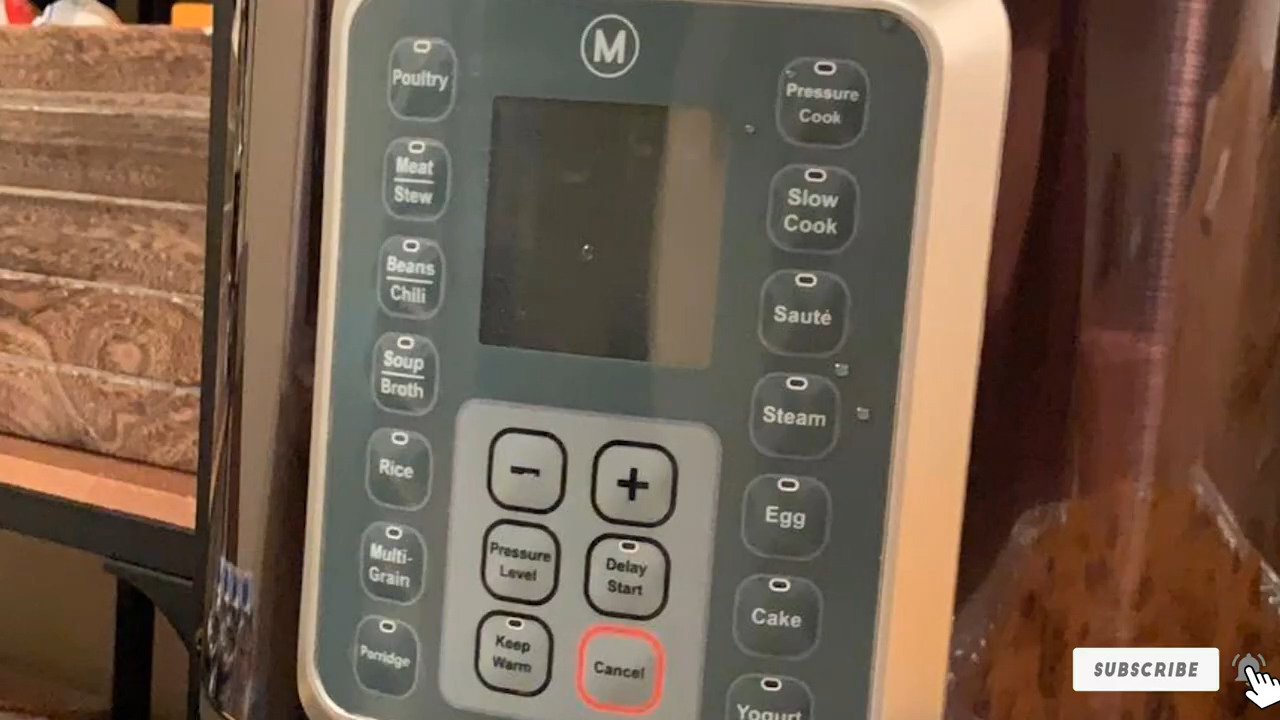 M
Poultry
Meat
Stew
Beans
Chili
Soup
Broth
Rice
Multi-
Grain
Porridge
−
+
Pressure
Level
Delay
Start
Keep
Warm
Cancel
Pressure
Cook
Slow
Cook
Sauté
Steam
Egg
Cake
Yogurt
SUBSCRIBE